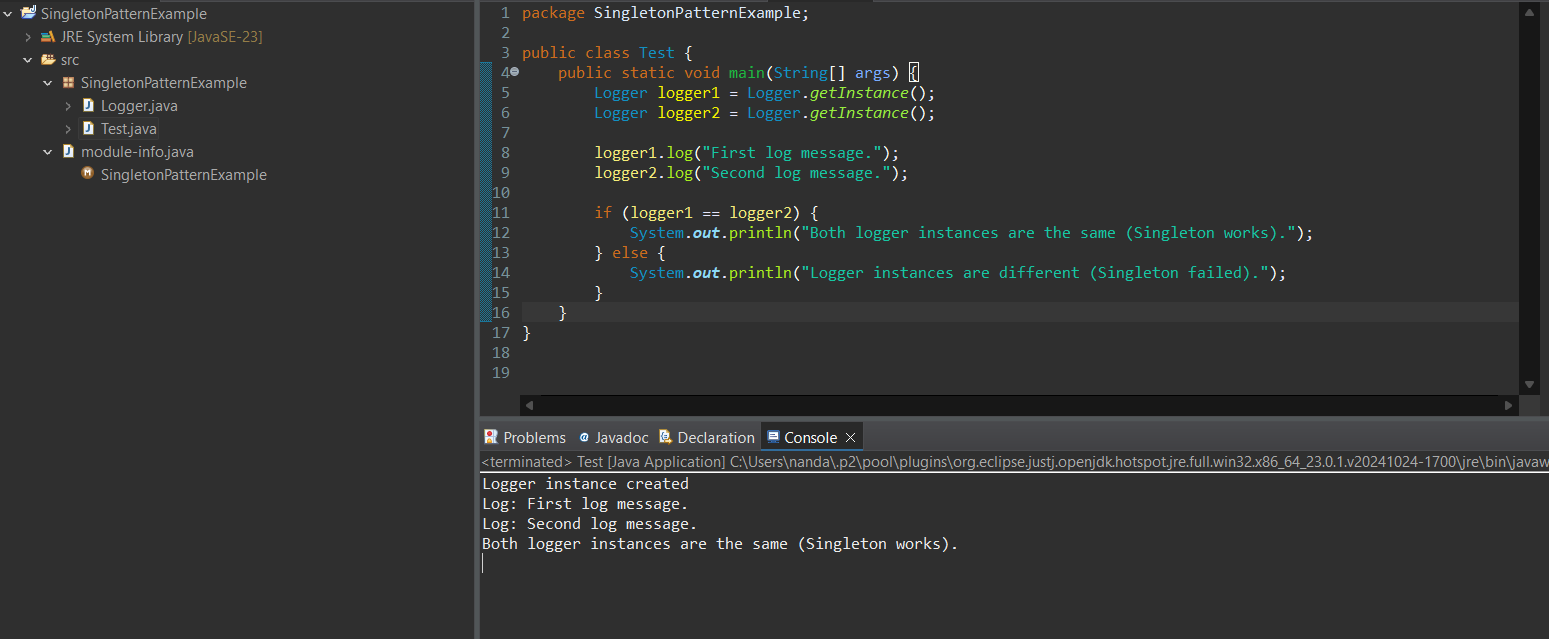 SingletonPatternExample
JRE System Library [JavaSE-23]
src
SingletonPatternExample
Logger.java
Test.java
module-info.java
SingletonPatternExample
1 package SingletonPatternExample;
2
3 public class Test {
4 public static void main(String[] args) {
5 Logger logger1 = Logger.getInstance();
6 Logger logger2 = Logger.getInstance();
7
8 logger1.log("First log message.");
9 logger2.log("Second log message.");
10
11 if (logger1 == logger2) {
12 System.out.println("Both logger instances are the same (Singleton works).");
13 } else {
14 System.out.println("Logger instances are different (Singleton failed).");
15 }
16 }
17 }
18
19
Problems @ Javadoc Declaration Console
<terminated> Test [Java Application] C:\Users\nanda\.p2\pool\plugins\org.eclipse.justj.openjdk.hotspot.jre.full.win32.x86_64_23.0.1.v20241024-1700\jre\bin\javaw
Logger instance created
Log: First log message.
Log: Second log message.
Both logger instances are the same (Singleton works).